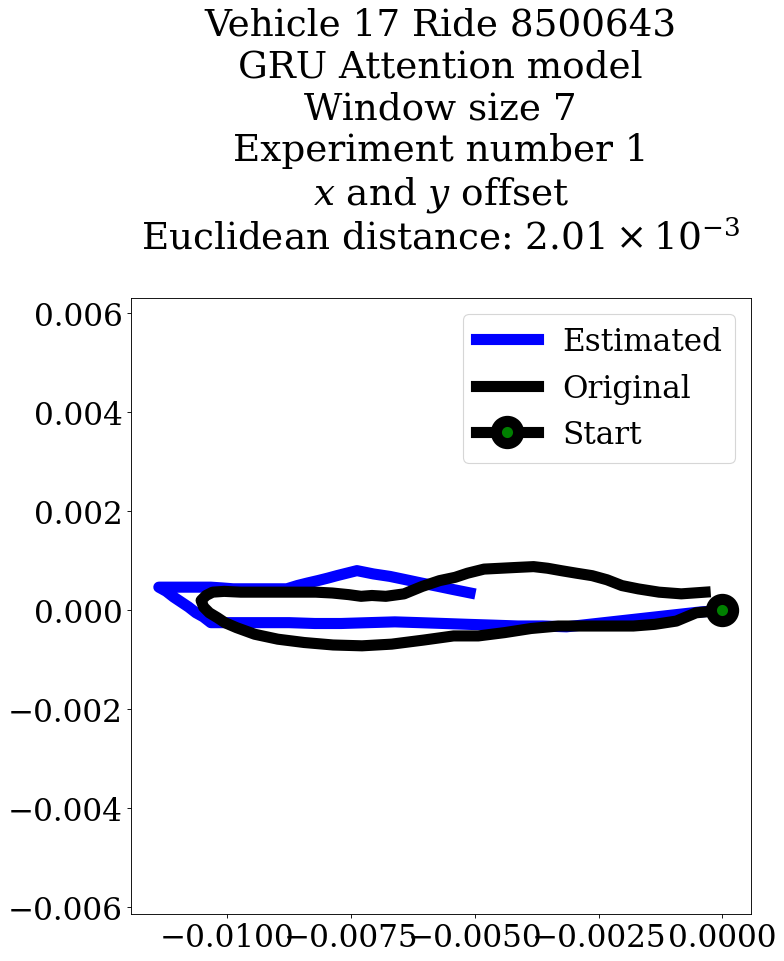 Vehicle 17 Ride 8500643
GRU Attention model
Window size 7
Experiment number 1
x and y offset
Euclidean distance: 2.01 × 10⁻³
0.006
Estimated
0.004
Original
Start
0.002
0.000
−0.002
−0.004
−0.006
−0.0100 −0.0075 −0.0050 −0.0025 0.0000